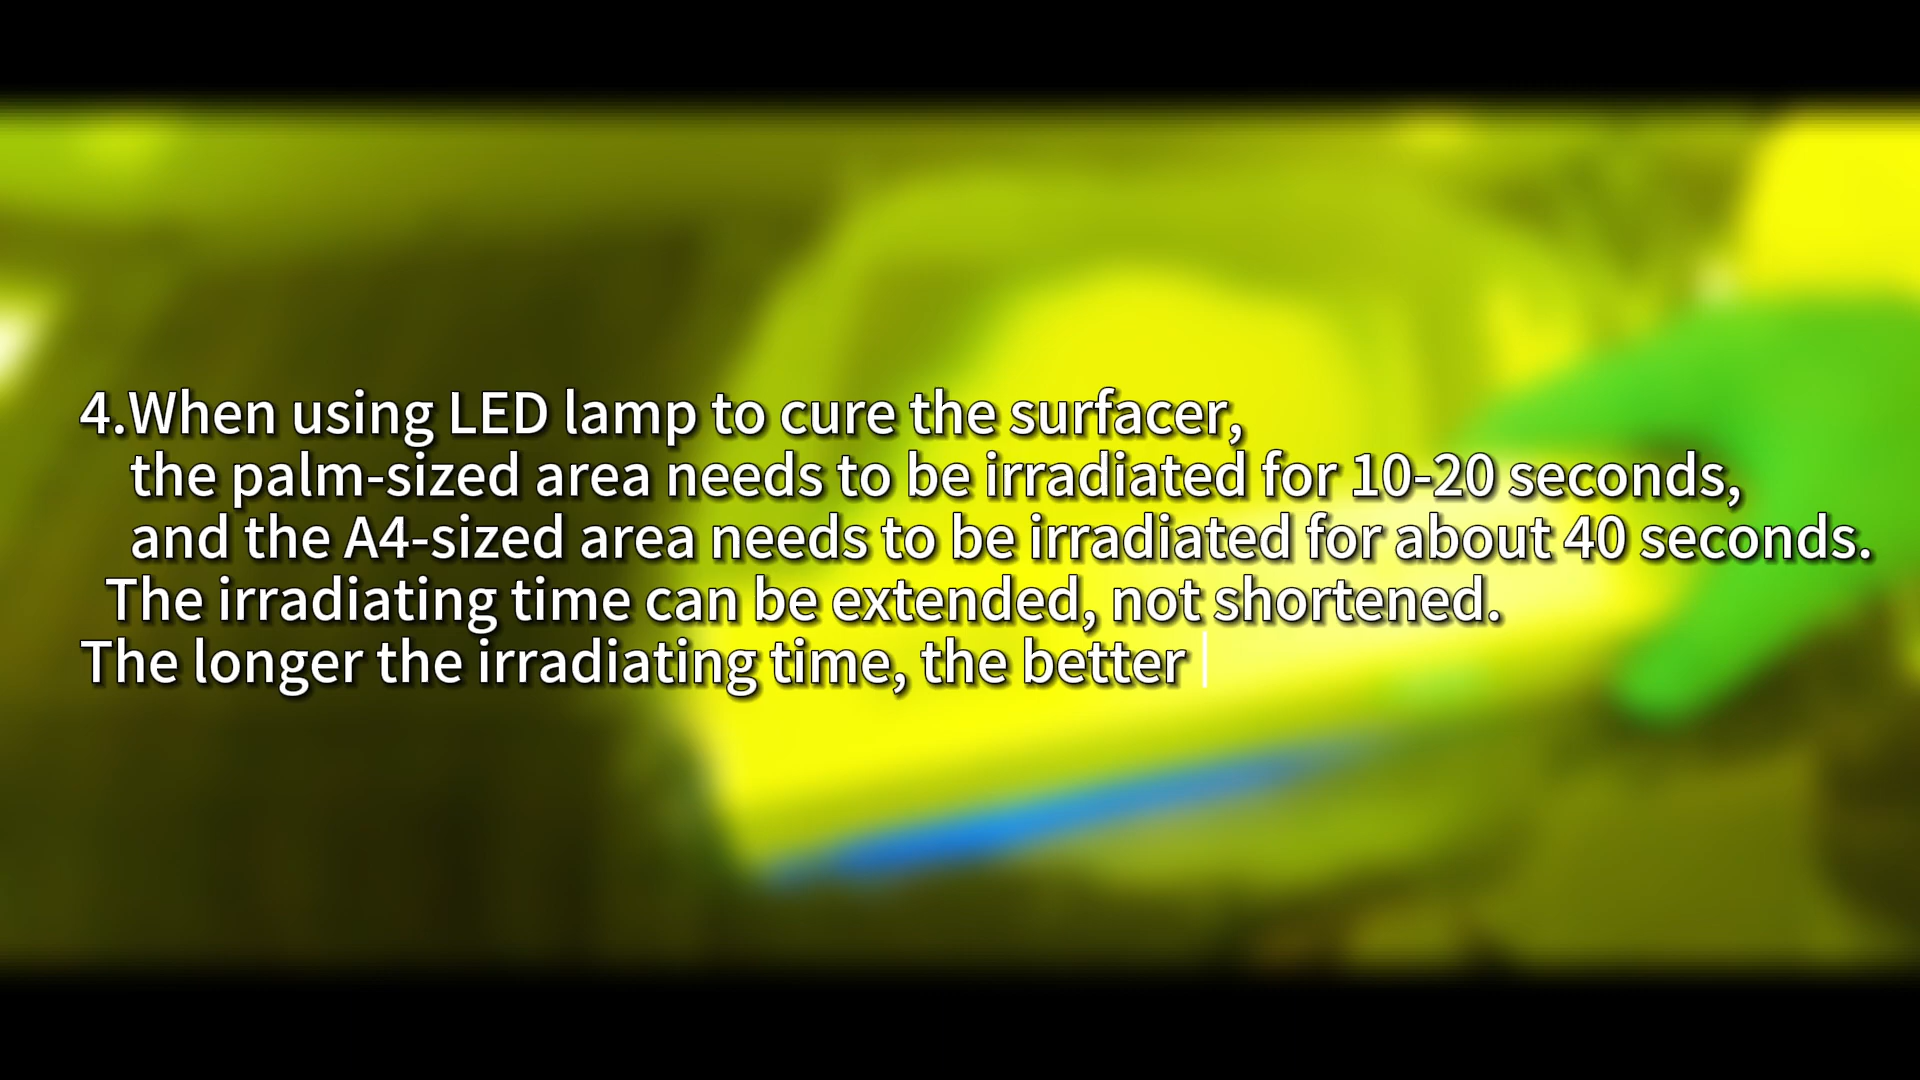 4.When using LED lamp to cure the surfacer,
the palm-sized area needs to be irradiated for 10-20 seconds,
and the A4-sized area needs to be irradiated for about 40 seconds.
The irradiating time can be extended, not shortened.
The longer the irradiating time, the better